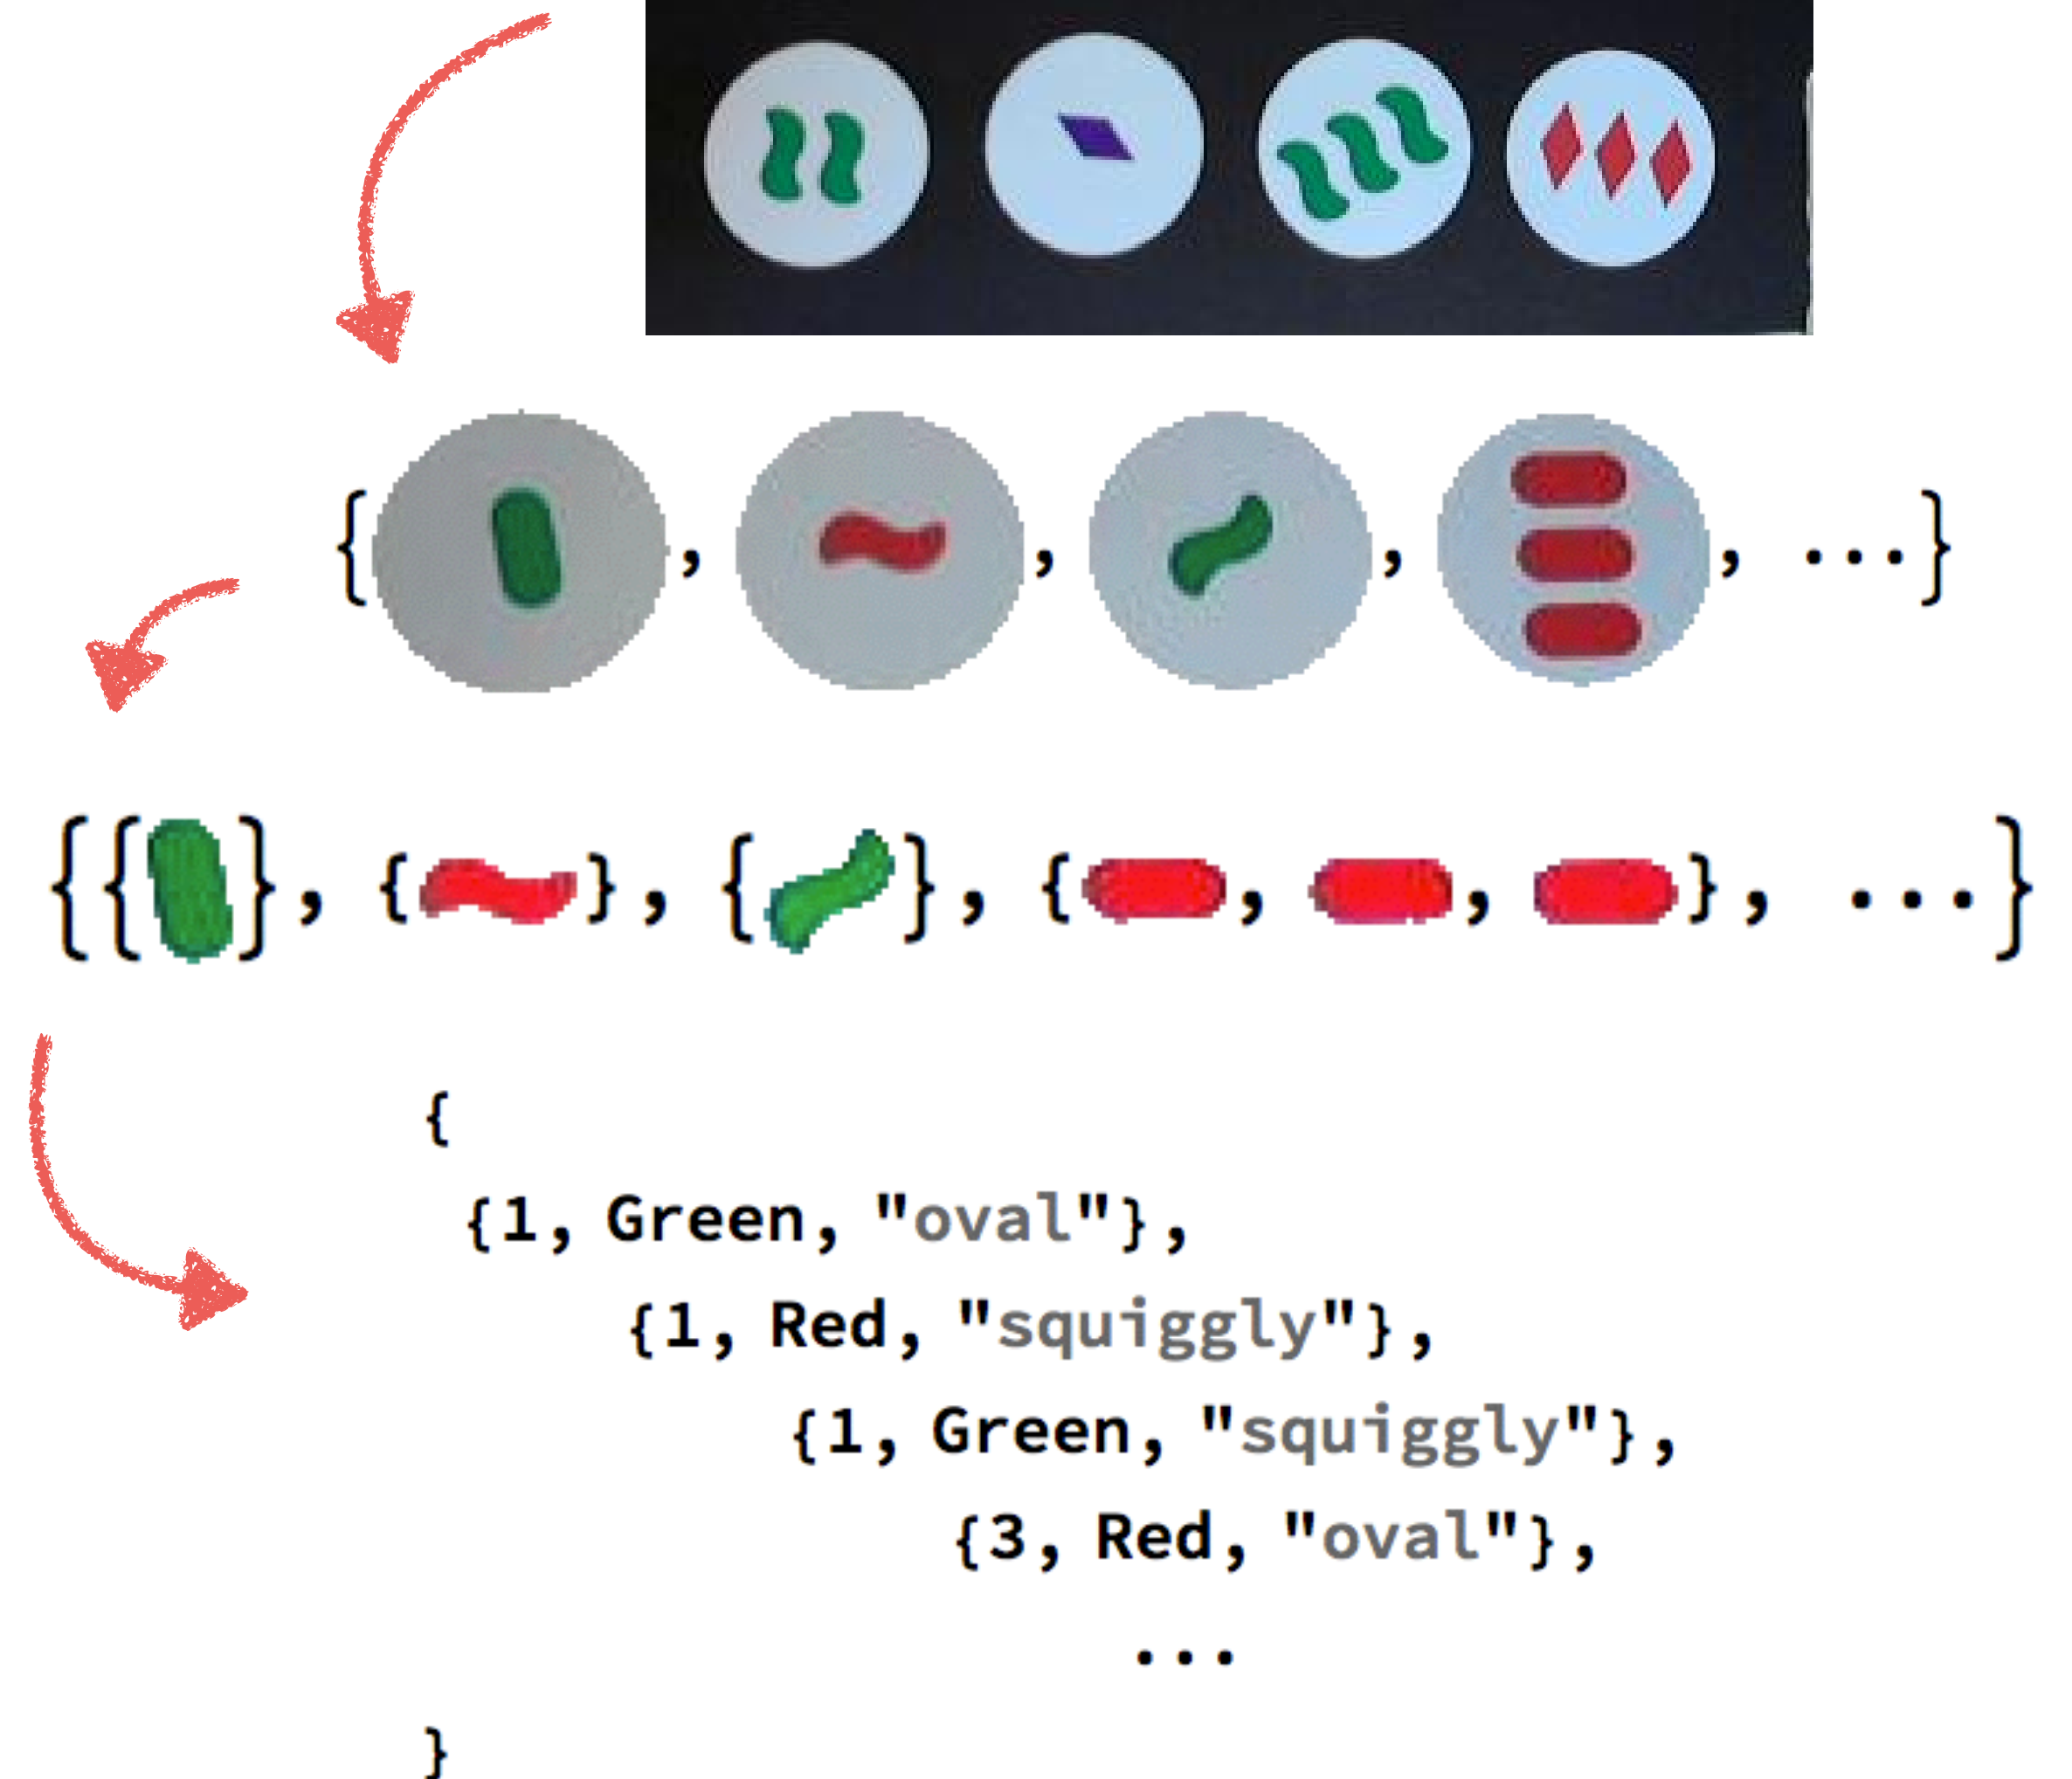 { , , , , ...}
{{ }, { }, { }, { , , }, ...}
{
{1, Green, "oval"},
{1, Red, "squiggly"},
{1, Green, "squiggly"},
{3, Red, "oval"},
...
}